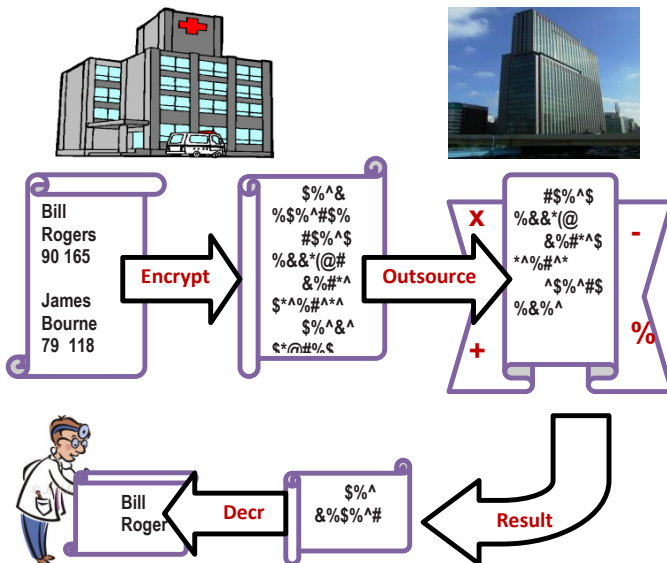 Bill
Rogers
90 165
James
Bourne
79 118
Encrypt
$%^&
%$%^#$%
#$%^$
%&&*(@#
&%#*^
$*^%#^*^
$%^&^
$*@#%$
Outsource
x
+
#$%^$
%&&*(@
&%#*^$
*^%#^*
^$%^#$
%&%^
-
%
Bill
Roger
Decr
$%^
&%$%^#
Result